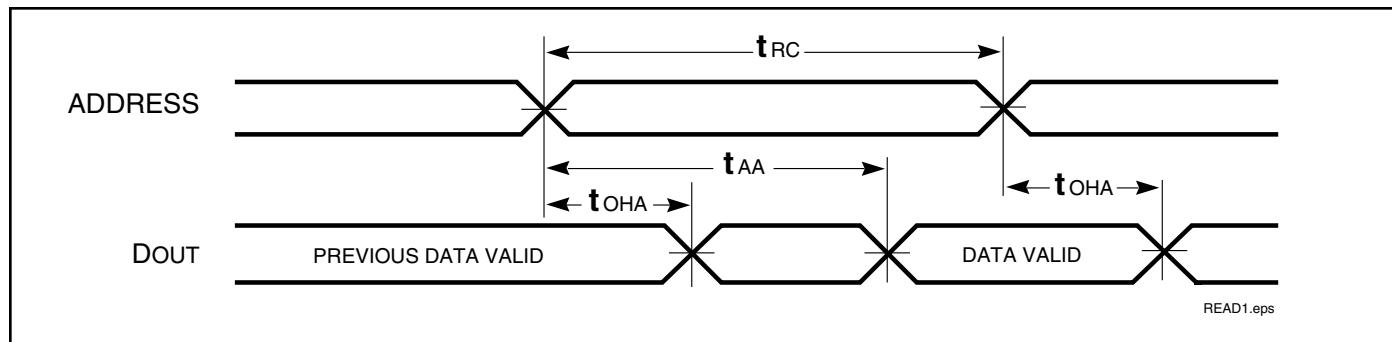 tRC
ADDRESS
tAA
tOHA
tOHA
DOUT
PREVIOUS DATA VALID
DATA VALID
READ1.eps